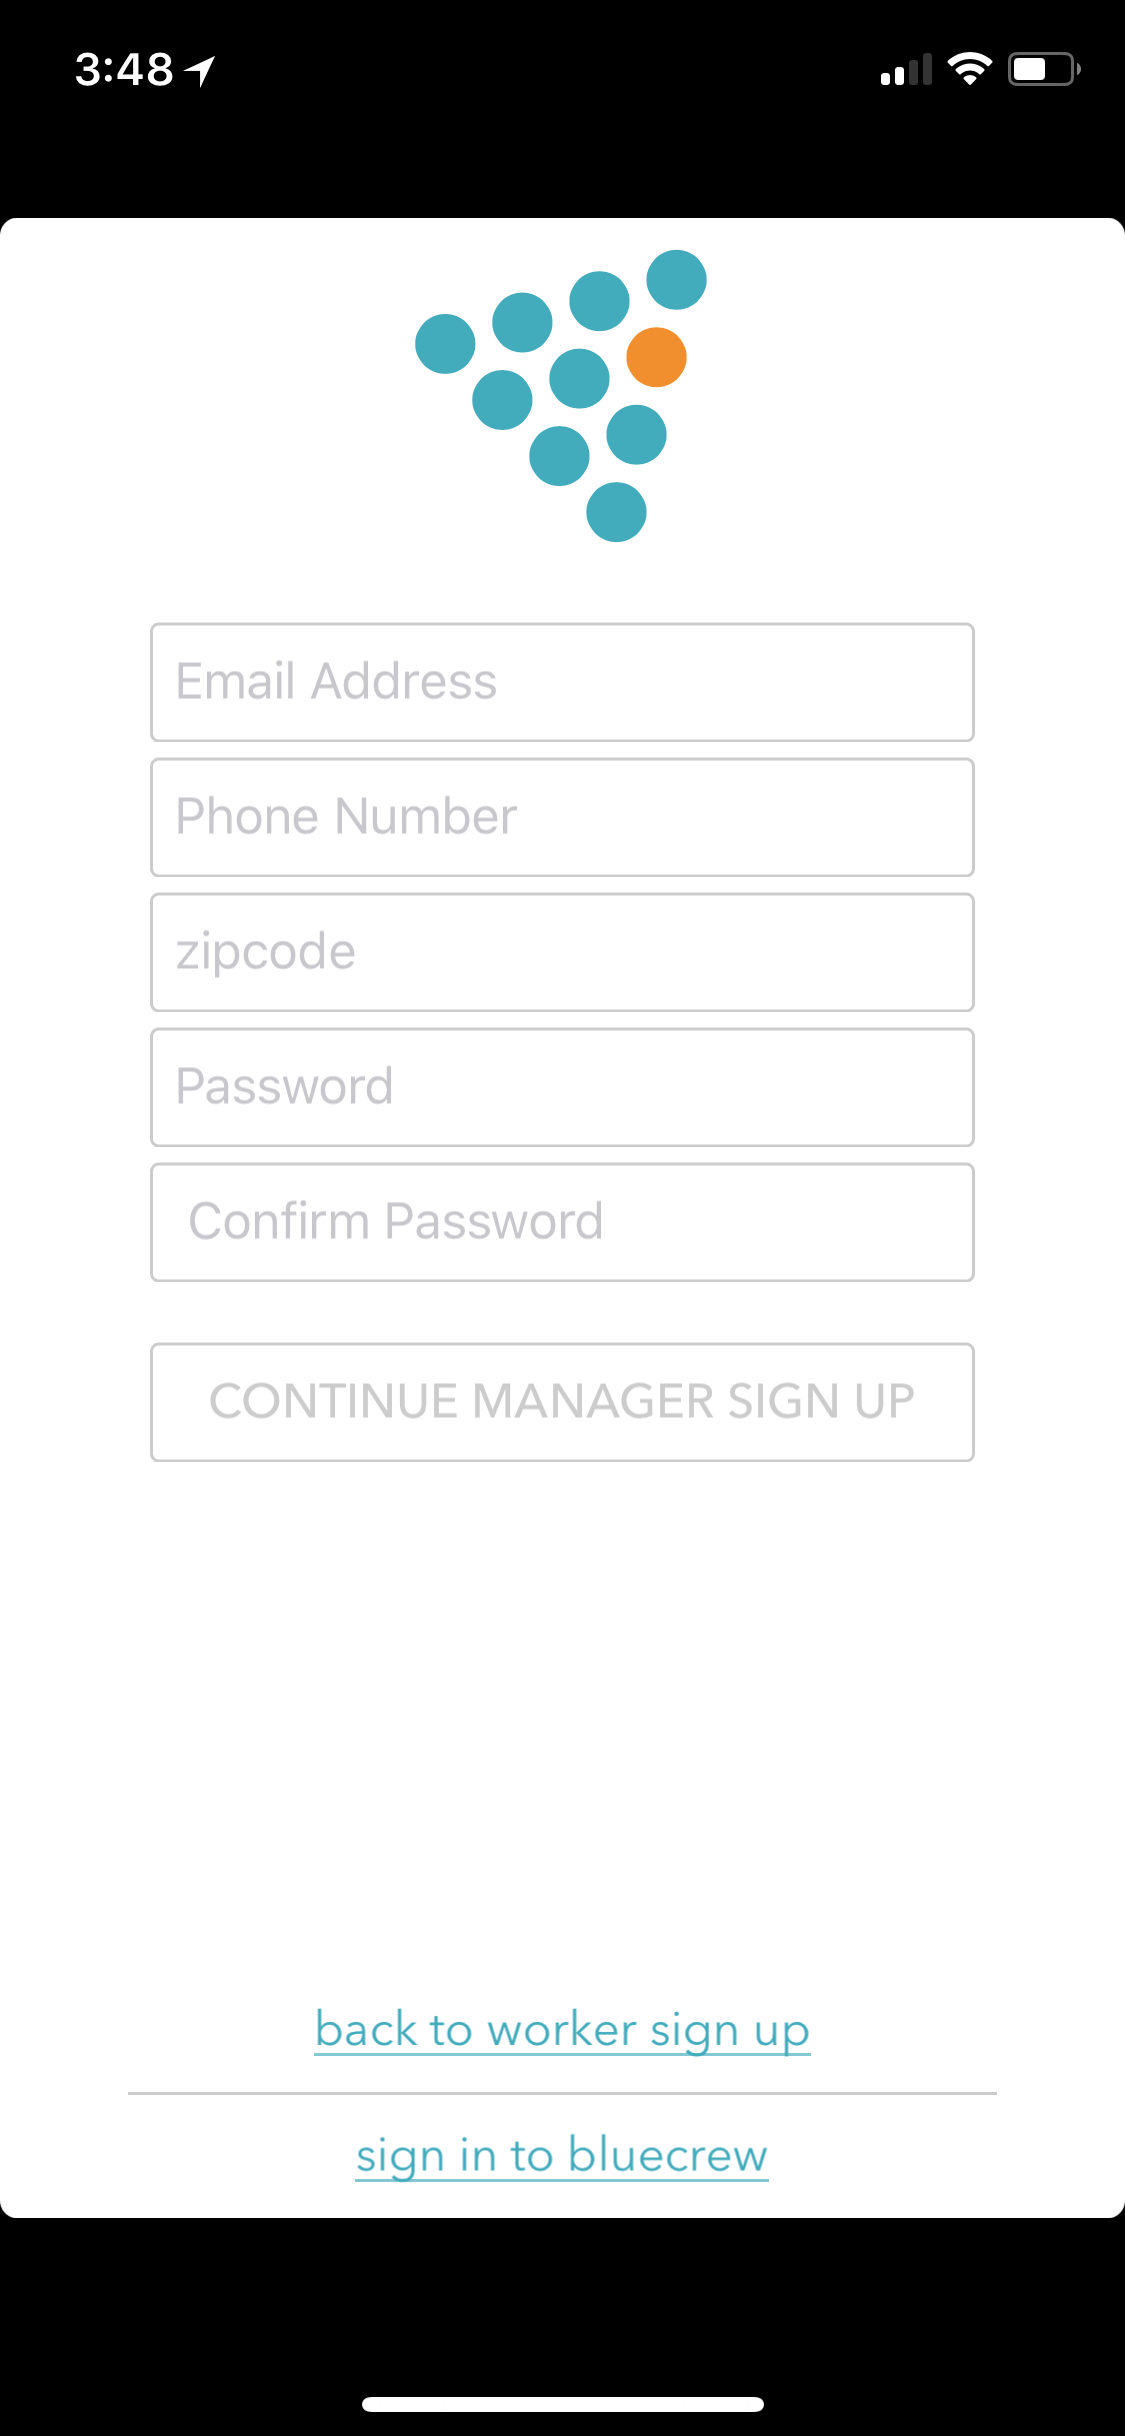 3:48
Email Address
Phone Number
zipcode
Password
Confirm Password
CONTINUE MANAGER SIGN UP
back to worker sign up
sign in to bluecrew